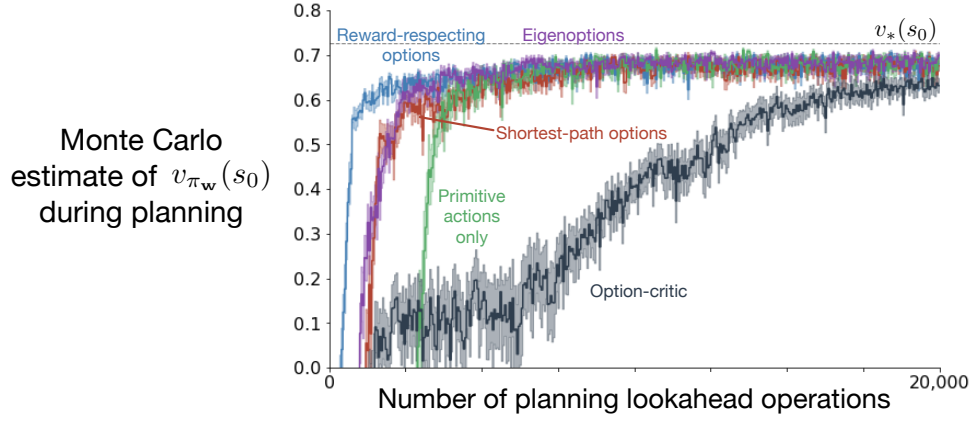 0.8
0.7
0.6
0.5
0.4
0.3
0.2
0.1
0.0
Reward-respecting
options
Eigenoptions
v_*(s_0)
Shortest-path options
Primitive
actions
only
Option-critic
Monte Carlo
estimate of v_{π_w}(s_0)
during planning
0
20,000
Number of planning lookahead operations